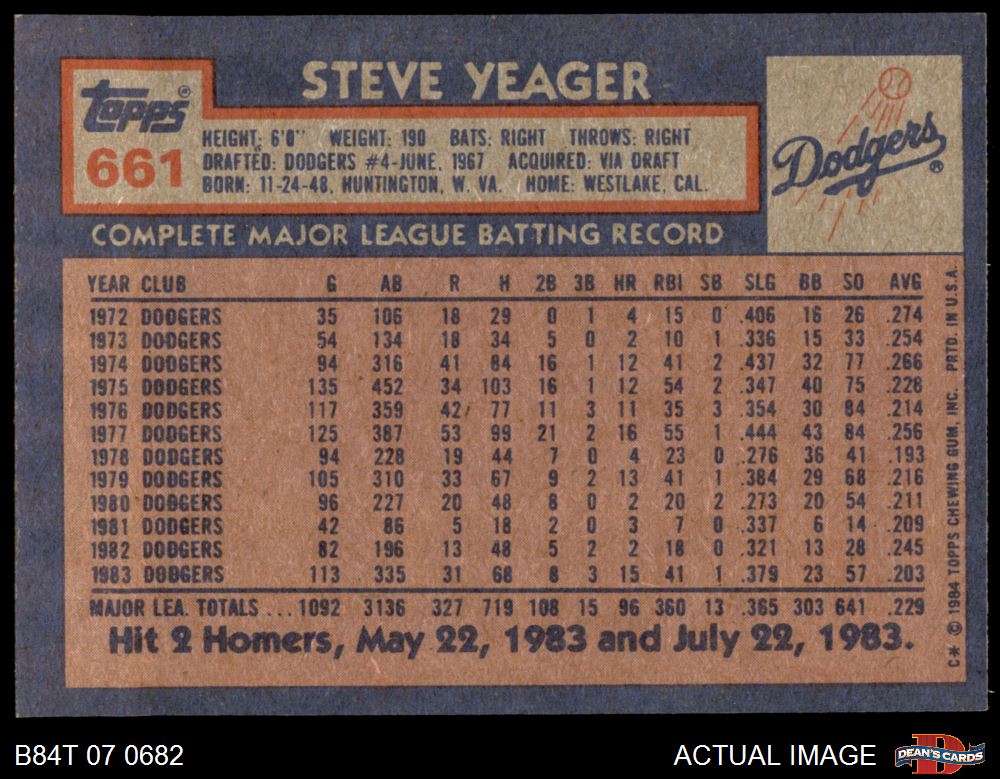 STEVE YEAGER
Topps®
661
HEIGHT: 6'0" WEIGHT: 190 BATS: RIGHT THROWS: RIGHT
DRAFTED: DODGERS #4-JUNE, 1967 ACQUIRED: VIA DRAFT
BORN: 11-24-48, HUNTINGTON, W. VA. HOME: WESTLAKE, CAL.
Dodgers®
COMPLETE MAJOR LEAGUE BATTING RECORD
YEAR CLUB G AB R H 2B 3B HR RBI SB SLG BB SO AVG
1972 DODGERS 35 106 18 29 0 1 4 15 0 .406 16 26 .274
1973 DODGERS 54 134 18 34 5 0 2 10 1 .336 15 33 .254
1974 DODGERS 94 316 41 84 16 1 12 41 2 .437 32 77 .266
1975 DODGERS 135 452 34 103 16 1 12 54 2 .347 40 75 .228
1976 DODGERS 117 359 42 77 11 3 11 35 3 .354 30 84 .214
1977 DODGERS 125 387 53 99 21 2 16 55 1 .444 43 84 .256
1978 DODGERS 94 228 19 44 7 0 4 23 0 .276 36 41 .193
1979 DODGERS 105 310 33 67 9 2 13 41 1 .384 29 68 .216
1980 DODGERS 96 227 20 48 8 0 2 20 2 .273 20 54 .211
1981 DODGERS 42 86 5 18 2 0 3 7 0 .337 6 14 .209
1982 DODGERS 82 196 13 48 5 2 2 18 0 .321 13 28 .245
1983 DODGERS 113 335 31 68 8 3 15 41 1 .379 23 57 .203
MAJOR LEA. TOTALS ... 1092 3136 327 719 108 15 96 360 13 .365 303 641 .229
Hit 2 Homers, May 22, 1983 and July 22, 1983.
C* © 1984 TOPPS CHEWING GUM, INC. PRTD. IN U.S.A.
B84T 07 0682
ACTUAL IMAGE
DEAN'S CARDS